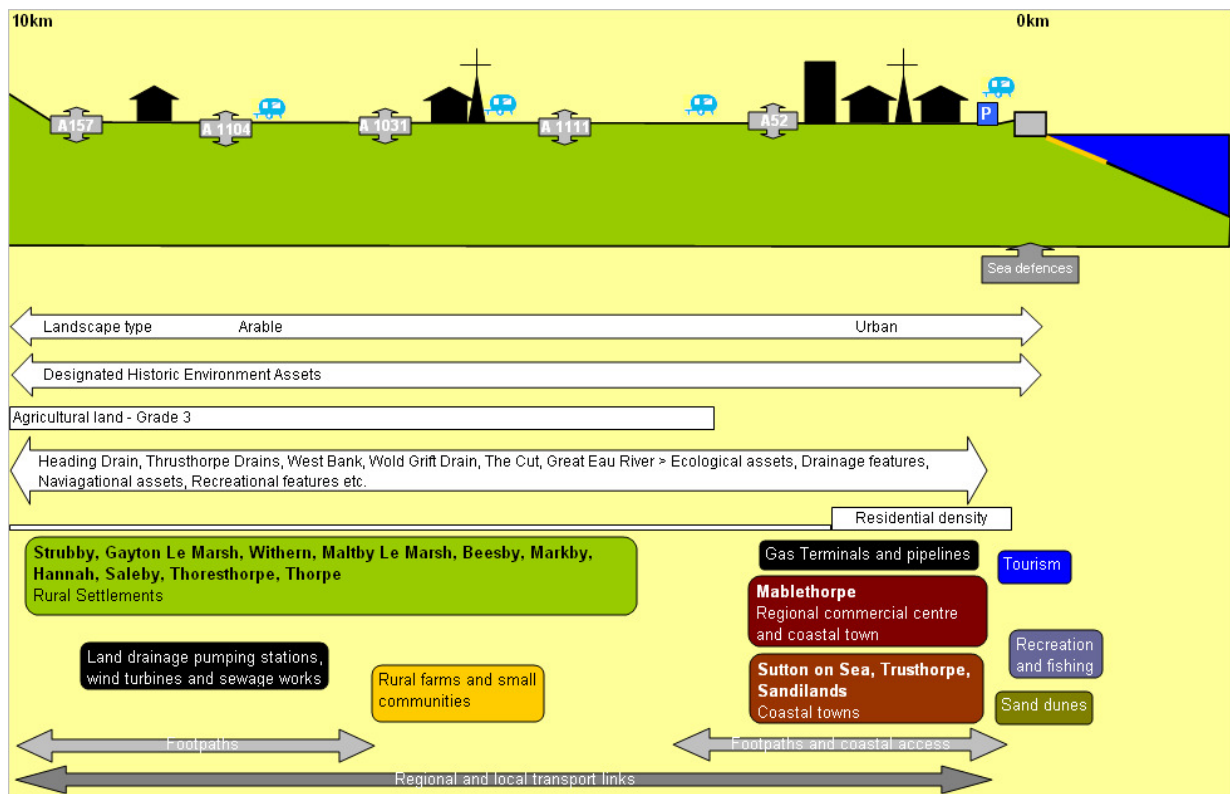 10km
0km
A157
A 1104
A 1031
A 1111
A52
P
Sea defences
Landscape type
Arable
Urban
Designated Historic Environment Assets
Agricultural land - Grade 3
Heading Drain, Thrusthorpe Drains, West Bank, Wold Grift Drain, The Cut, Great Eau River > Ecological assets, Drainage features,
Naviagational assets, Recreational features etc.
Residential density
Strubby, Gayton Le Marsh, Withern, Maltby Le Marsh, Beesby, Markby,
Hannah, Saleby, Thoresthorpe, Thorpe
Rural Settlements
Gas Terminals and pipelines
Tourism
Mablethorpe
Regional commercial centre
and coastal town
Land drainage pumping stations,
wind turbines and sewage works
Rural farms and small
communities
Sutton on Sea, Trusthorpe,
Sandilands
Coastal towns
Recreation
and fishing
Sand dunes
Footpaths
Footpaths and coastal access
Regional and local transport links